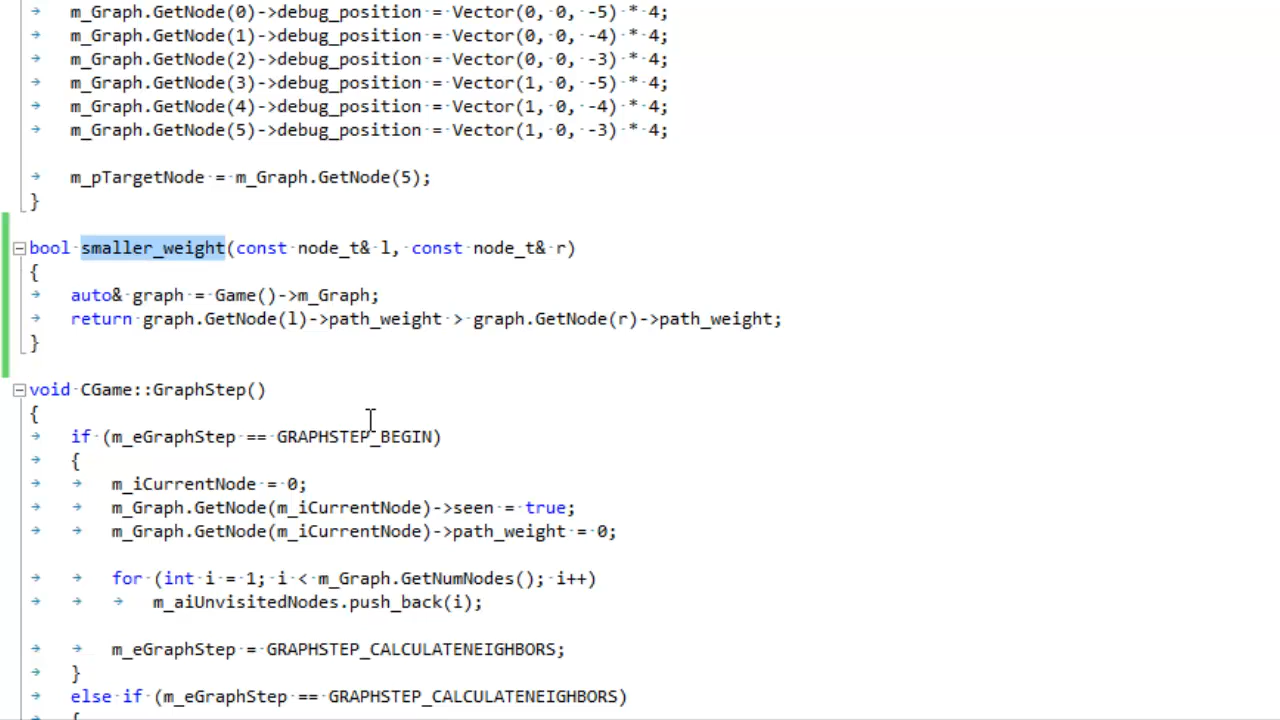 m_Graph.GetNode(0)->debug_position = Vector(0, 0, -5) * 4;
m_Graph.GetNode(1)->debug_position = Vector(0, 0, -4) * 4;
m_Graph.GetNode(2)->debug_position = Vector(0, 0, -3) * 4;
m_Graph.GetNode(3)->debug_position = Vector(1, 0, -5) * 4;
m_Graph.GetNode(4)->debug_position = Vector(1, 0, -4) * 4;
m_Graph.GetNode(5)->debug_position = Vector(1, 0, -3) * 4;
m_pTargetNode = m_Graph.GetNode(5);
}
bool smaller_weight(const node_t& l, const node_t& r)
{
auto& graph = Game()->m_Graph;
return graph.GetNode(l)->path_weight > graph.GetNode(r)->path_weight;
}
void CGame::GraphStep()
{
if (m_eGraphStep == GRAPHSTEP_BEGIN)
{
m_iCurrentNode = 0;
m_Graph.GetNode(m_iCurrentNode)->seen = true;
m_Graph.GetNode(m_iCurrentNode)->path_weight = 0;
for (int i = 1; i < m_Graph.GetNumNodes(); i++)
m_aiUnvisitedNodes.push_back(i);
m_eGraphStep = GRAPHSTEP_CALCULATENEIGHBORS;
}
else if (m_eGraphStep == GRAPHSTEP_CALCULATENEIGHBORS)
{